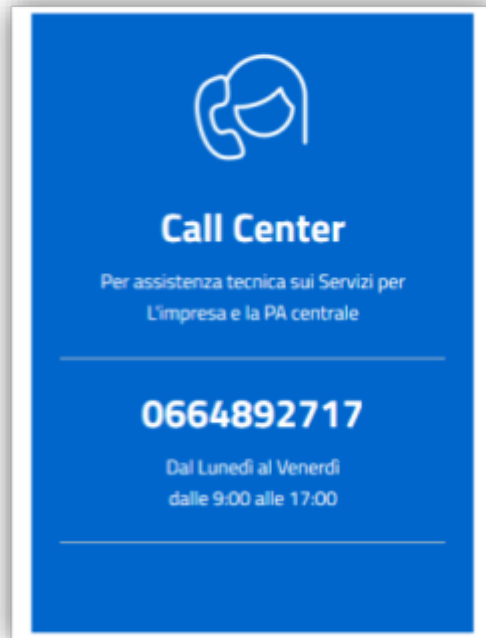 Call Center
Per assistenza tecnica sui Servizi per
L'impresa e la PA centrale
0664892717
Dal Lunedì al Venerdì
dalle 9:00 alle 17:00